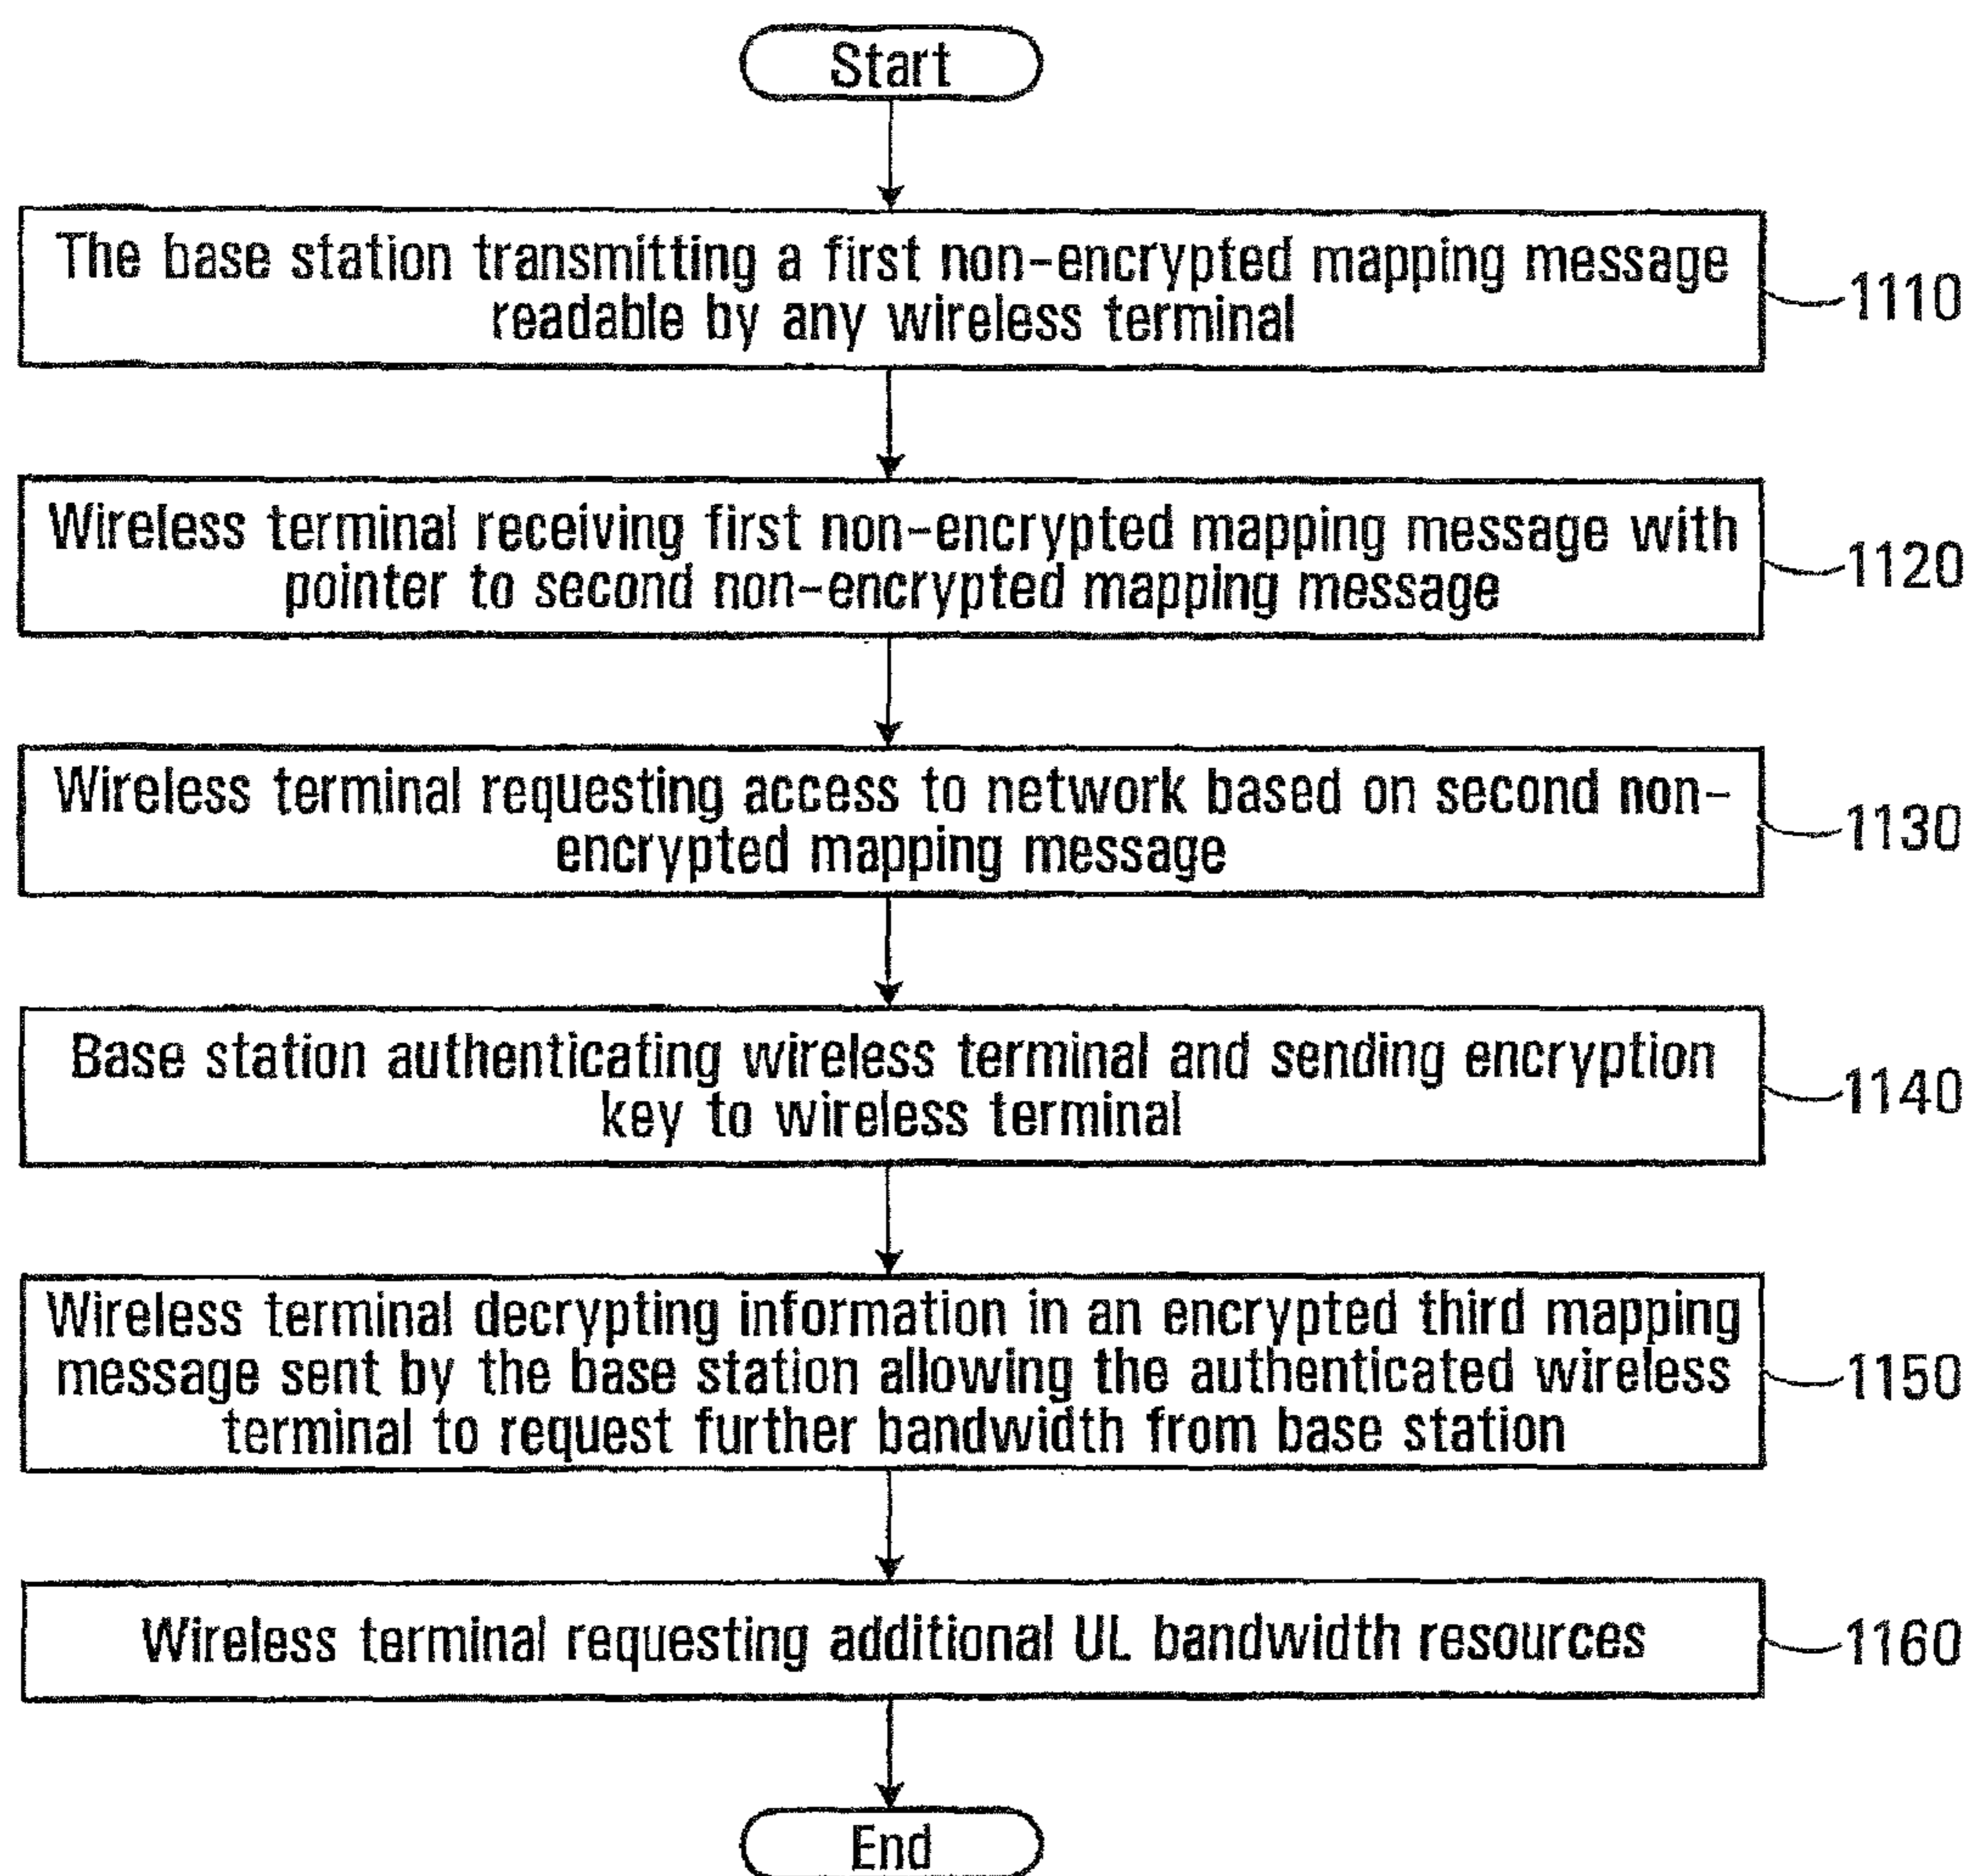 Start
The base station transmitting a first non-encrypted mapping message
readable by any wireless terminal
1110
Wireless terminal receiving first non-encrypted mapping message with
pointer to second non-encrypted mapping message
1120
Wireless terminal requesting access to network based on second non-
encrypted mapping message
1130
Base station authenticating wireless terminal and sending encryption
key to wireless terminal
1140
Wireless terminal decrypting information in an encrypted third mapping
message sent by the base station allowing the authenticated wireless
terminal to request further bandwidth from base station
1150
Wireless terminal requesting additional UL bandwidth resources
1160
End